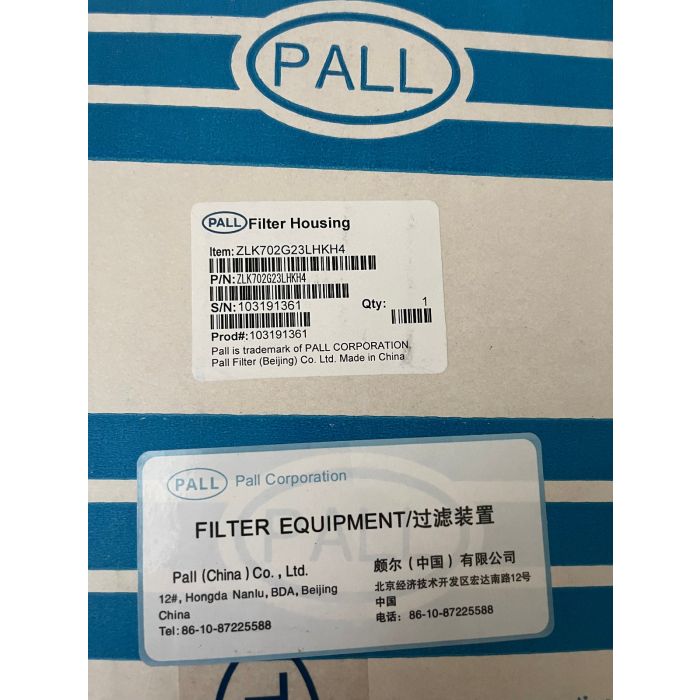 PALL
PALL Filter Housing
Item:ZLK702G23LHKH4
P/N:ZLK702G23LHKH4
S/N:103191361 Qty: 1
Prod#:103191361
Pall is trademark of PALL CORPORATION.
Pall Filter (Beijing) Co. Ltd. Made in China
PALL Pall Corporation
PALL
FILTER EQUIPMENT/过滤装置
Pall (China) Co., Ltd.
12#, Hongda Nanlu, BDA, Beijing
China
Tel:86-10-87225588
颇尔（中国）有限公司
北京经济技术开发区宏达南路12号
中国
电话：86-10-87225588